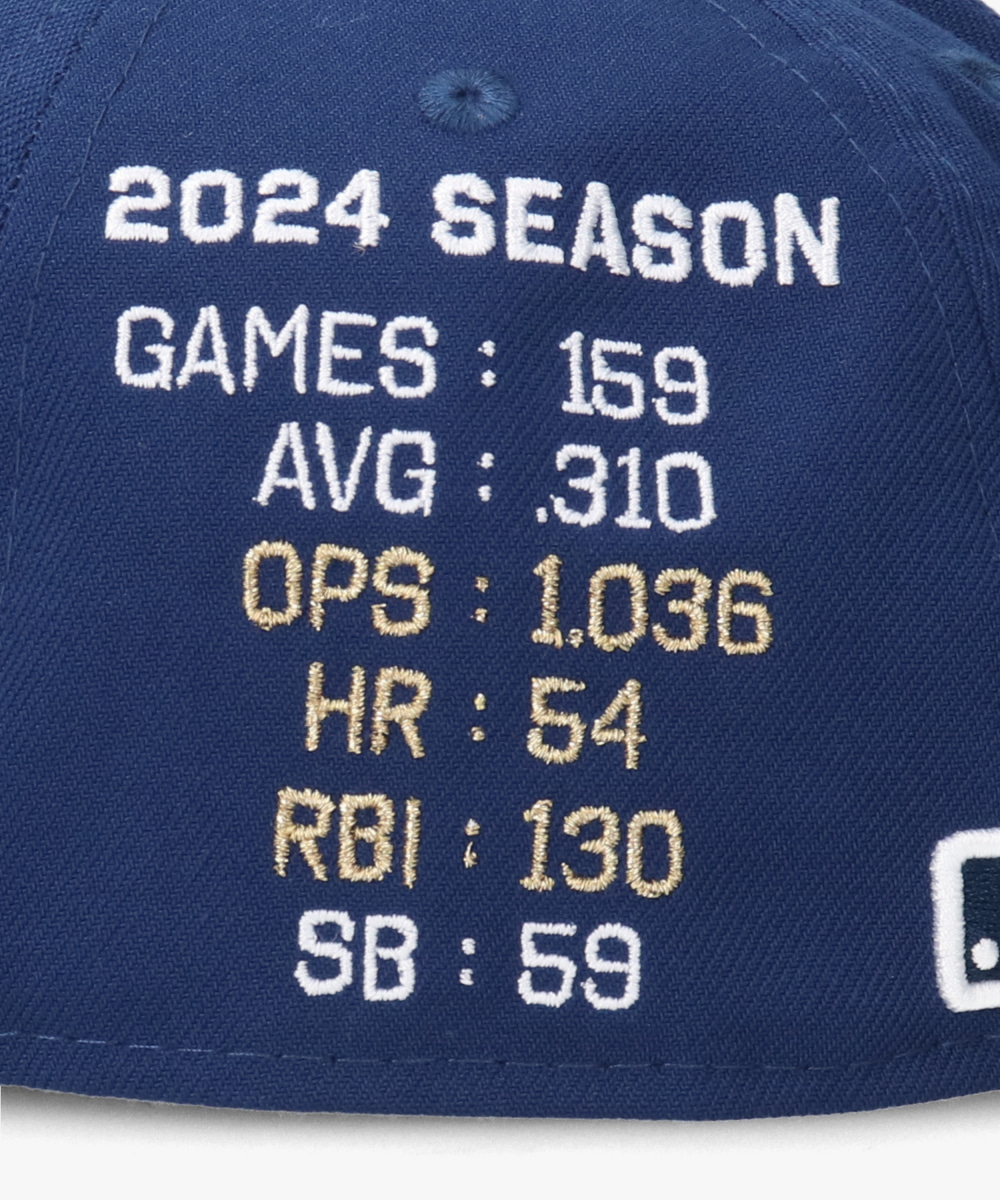 2024 SEASON
GAMES : 159
AVG : .310
OPS : 1.036
HR : 54
RBI : 130
SB : 59